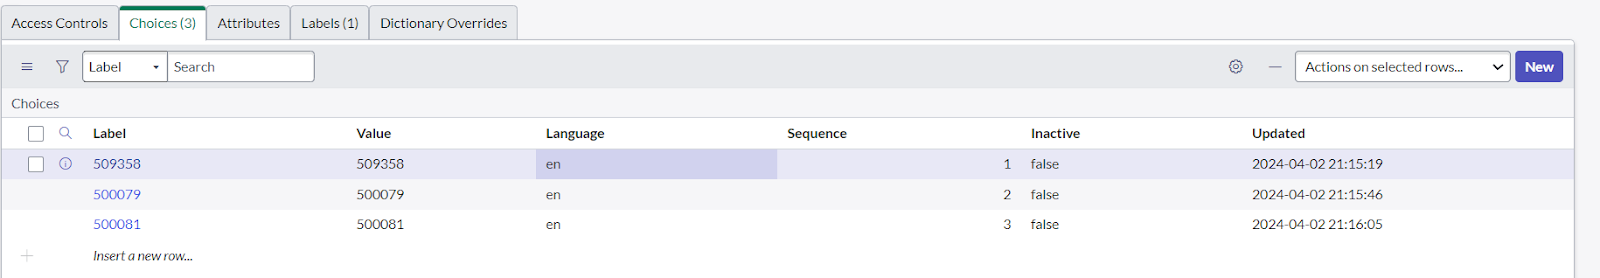 Access Controls Choices (3) Attributes Labels (1) Dictionary Overrides
Label Search Actions on selected rows... New
Choices
Label Value Language Sequence Inactive Updated
509358 509358 en 1 false 2024-04-02 21:15:19
500079 500079 en 2 false 2024-04-02 21:15:46
500081 500081 en 3 false 2024-04-02 21:16:05
Insert a new row...